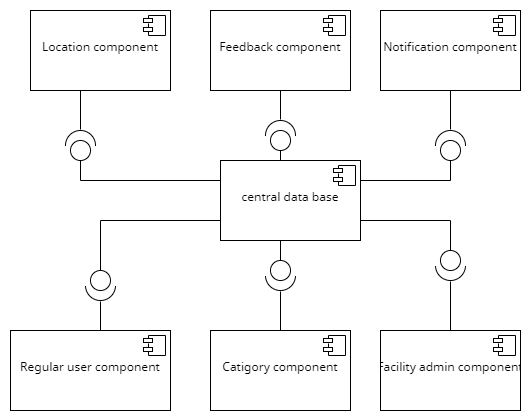 Location component
Feedback component
Notification component
central data base
Regular user component
Catigory component
Facility admin component